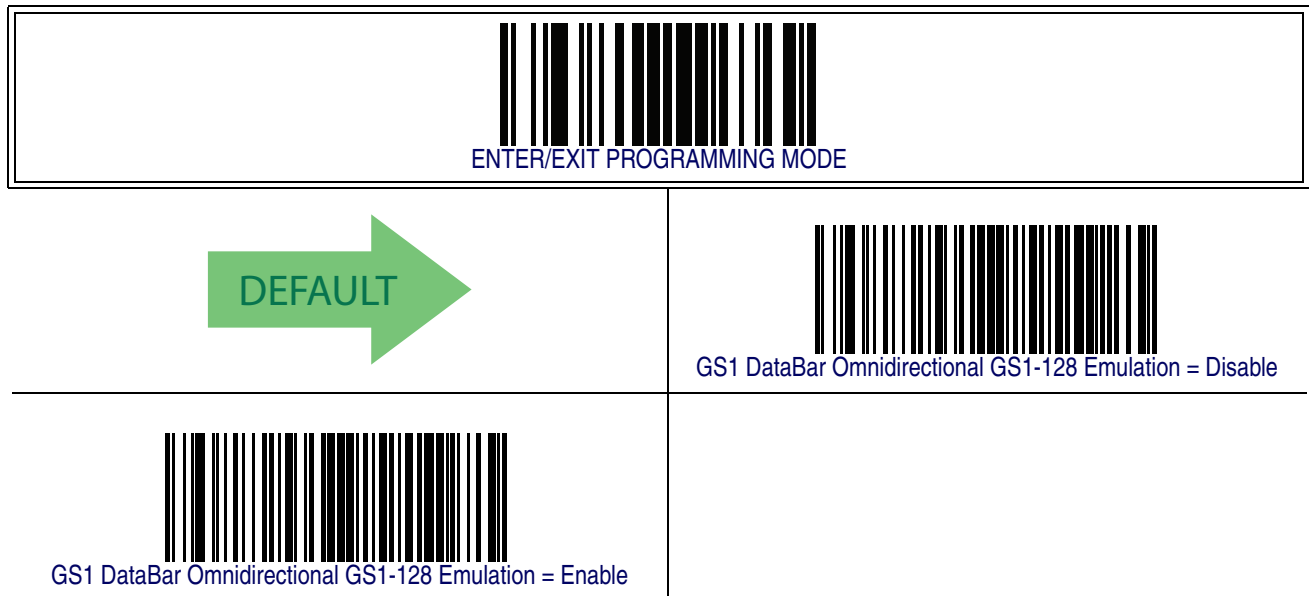 ENTER/EXIT PROGRAMMING MODE
DEFAULT
GS1 DataBar Omnidirectional GS1-128 Emulation = Disable
GS1 DataBar Omnidirectional GS1-128 Emulation = Enable